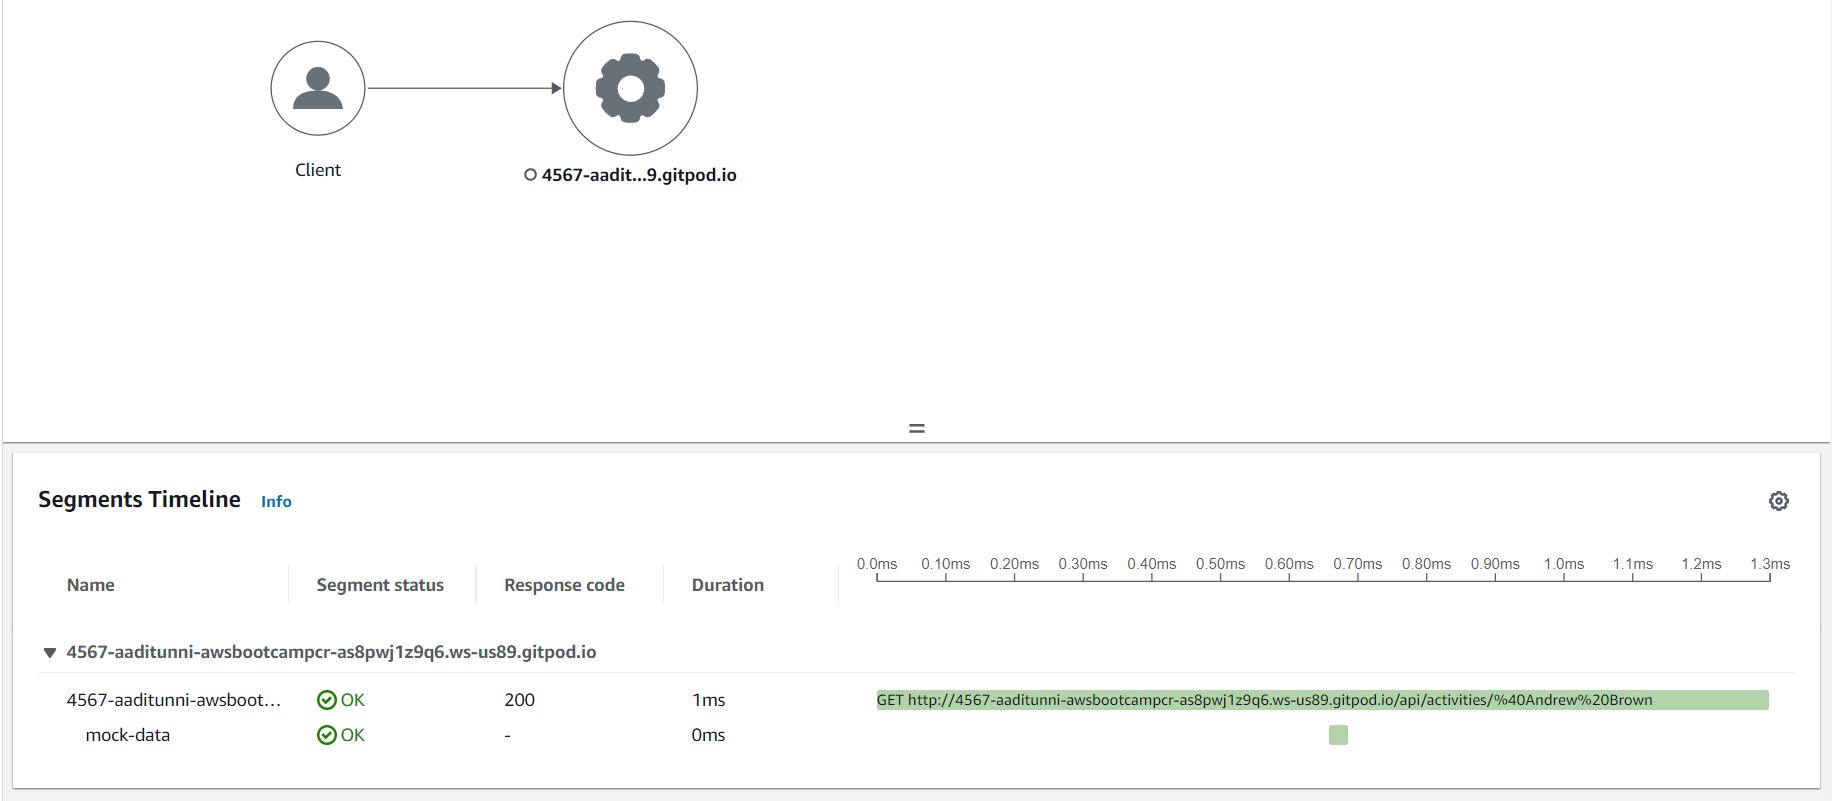 Client
4567-aadit...9.gitpod.io
Segments Timeline Info
0.0ms 0.10ms 0.20ms 0.30ms 0.40ms 0.50ms 0.60ms 0.70ms 0.80ms 0.90ms 1.0ms 1.1ms 1.2ms 1.3ms
Name Segment status Response code Duration
4567-aaditunni-awsbootcampcr-as8pwj1z9q6.ws-us89.gitpod.io
4567-aaditunni-awsboot... OK 200 1ms GET http://4567-aaditunni-awsbootcampcr-as8pwj1z9q6.ws-us89.gitpod.io/api/activities/%40Andrew%20Brown
mock-data OK - 0ms